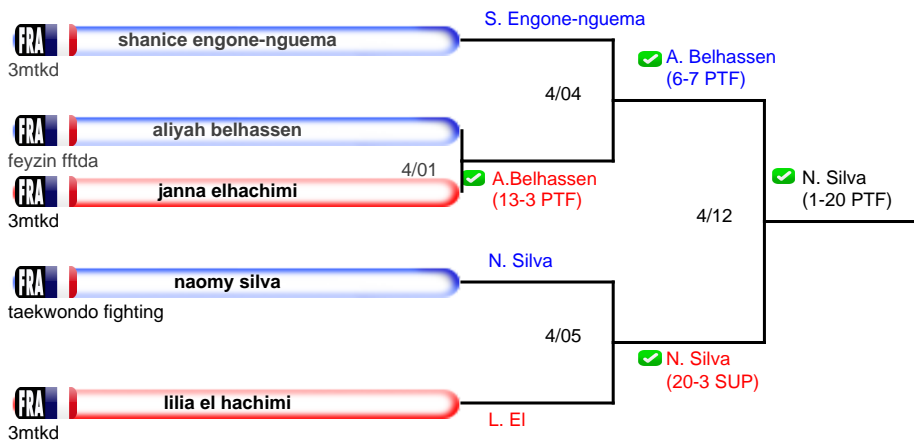 S. Engone-nguema
FRA
shanice engone-nguema
3mtkd
A. Belhassen
(6-7 PTF)
4/04
FRA
aliyah belhassen
feyzin fftda
4/01
A.Belhassen
(13-3 PTF)
FRA
janna elhachimi
3mtkd
N. Silva
(1-20 PTF)
4/12
N. Silva
FRA
naomy silva
taekwondo fighting
4/05
N. Silva
(20-3 SUP)
FRA
lilia el hachimi
L. El
3mtkd